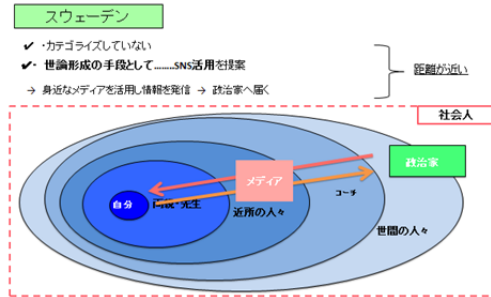 スウェーデン
✔ ・カテゴライズしていない
✔・ 世論形成の手段として........SNS活用を提案
→ 身近なメディアを活用し情報を発信 → 政治家へ届く
距離が近い
社会人
政治家
メディア
コーチ
自分
両親・先生
近所の人々
世間の人々